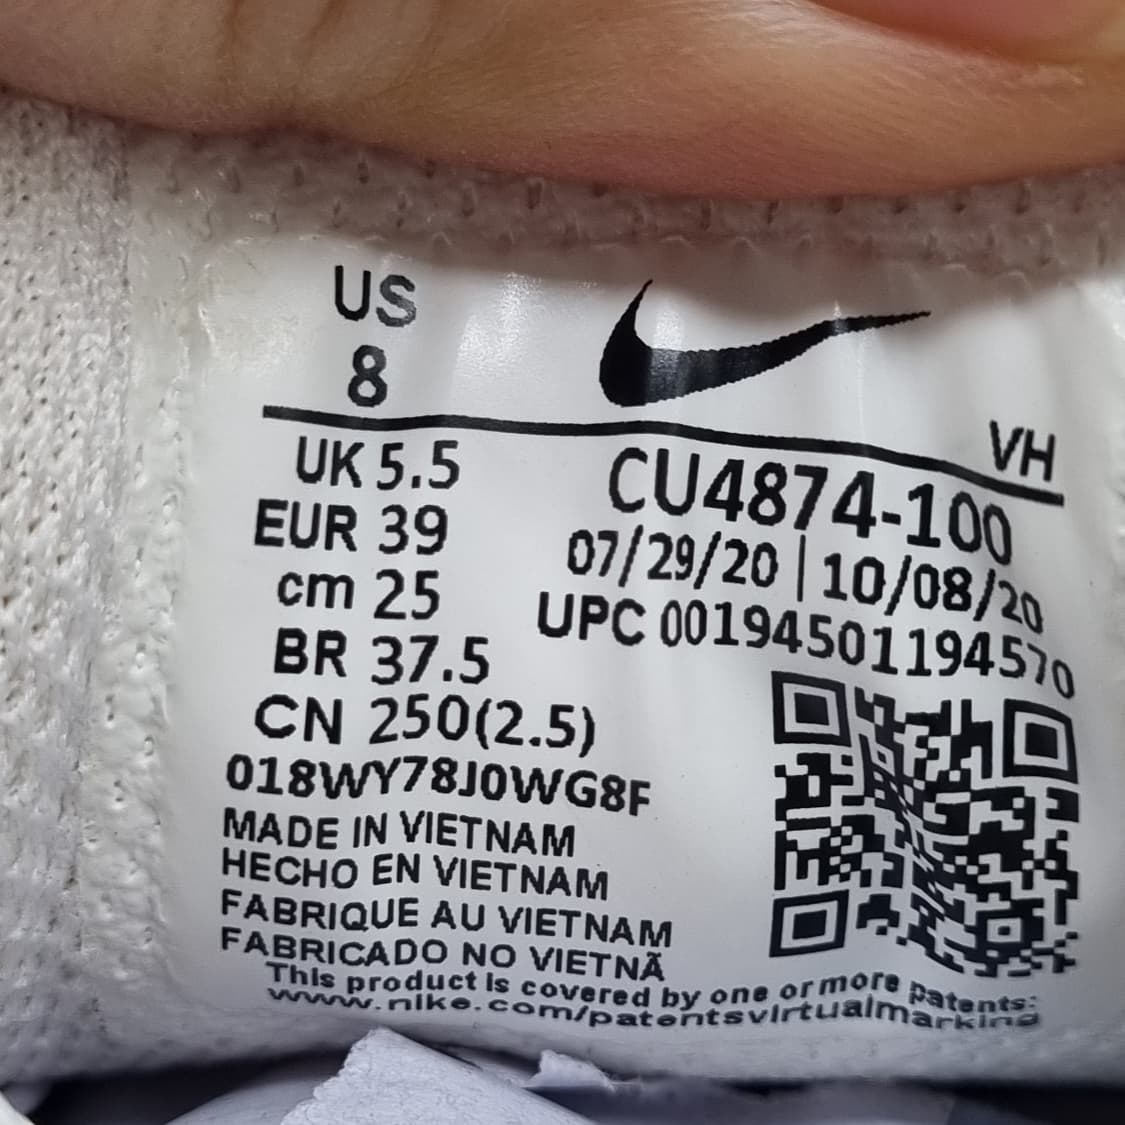 US
8
VH
UK 5.5
EUR 39
cm 25
BR 37.5
CN 250(2.5)
CU4874-100
07/29/20 | 10/08/20
UPC 00194501194570
018WY78J0WG8F
MADE IN VIETNAM
HECHO EN VIETNAM
FABRIQUE AU VIETNAM
FABRICADO NO VIETNÃ
This product is covered by one or more patents:
www.nike.com/patentsvirtualmarking